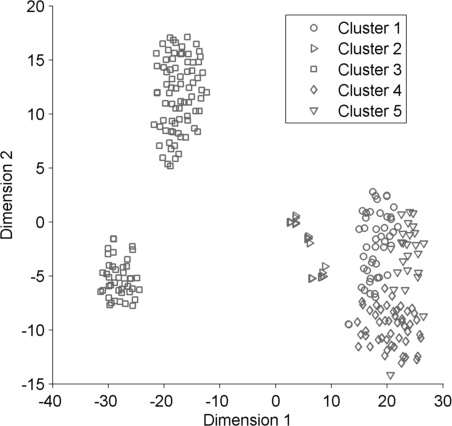 20
15
10
5
0
-5
-10
-15
Dimension 2
Cluster 1
Cluster 2
Cluster 3
Cluster 4
Cluster 5
-40 -30 -20 -10 0 10 20 30
Dimension 1